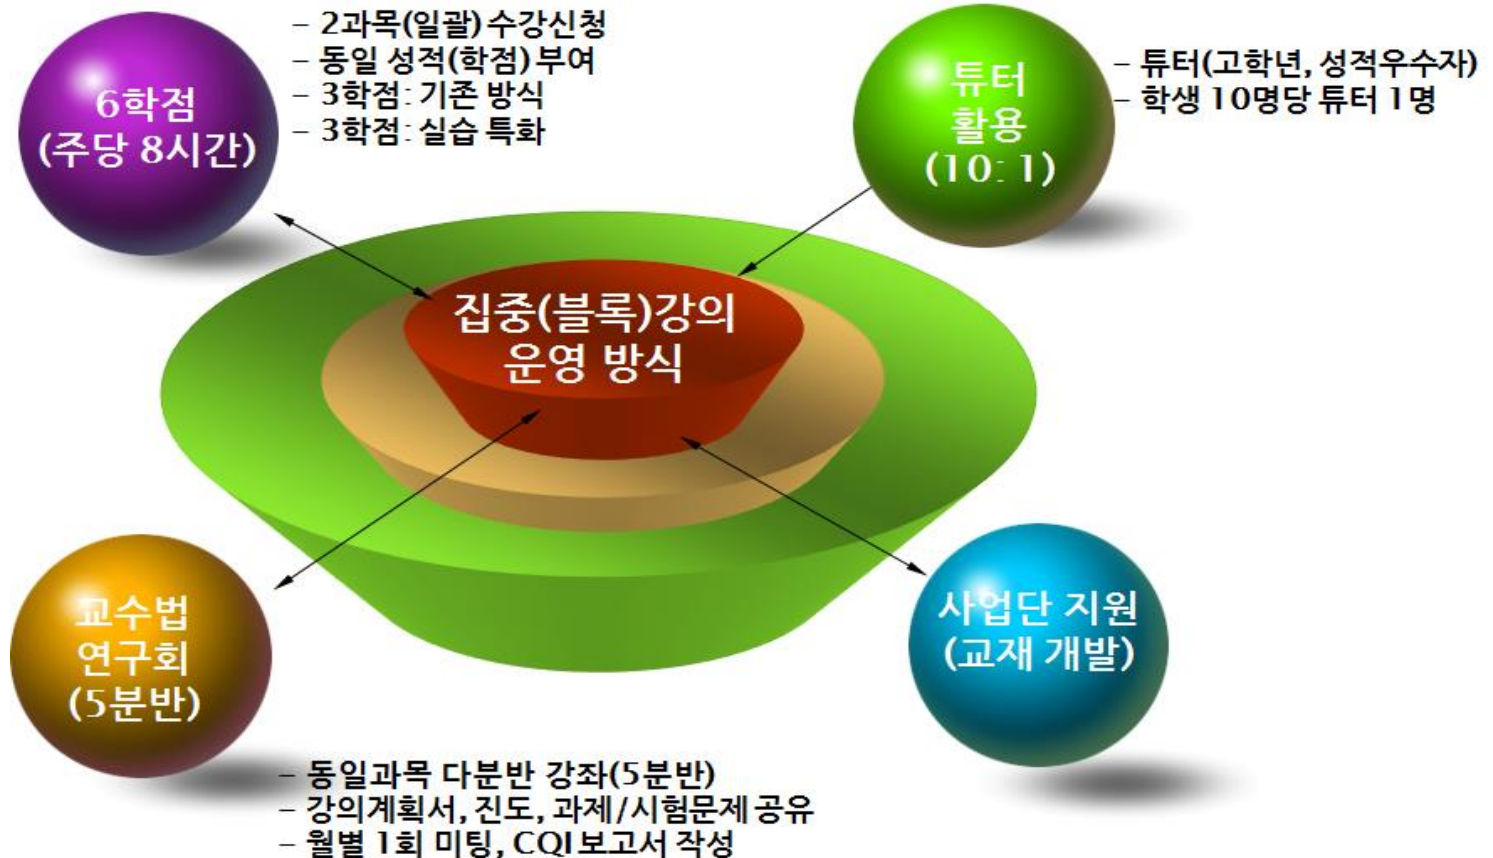 6학점
(주당 8시간)
– 2과목(일괄) 수강신청
– 동일 성적(학점) 부여
– 3학점: 기존 방식
– 3학점: 실습 특화
튜터
활용
(10:1)
– 튜터(고학년, 성적우수자)
– 학생 10명당 튜터 1명
집중(블록)강의
운영 방식
교수법
연구회
(5분반)
– 동일과목 다분반 강좌(5분반)
– 강의계획서, 진도, 과제/시험문제 공유
– 월별 1회 미팅, CQI보고서 작성
사업단 지원
(교재 개발)